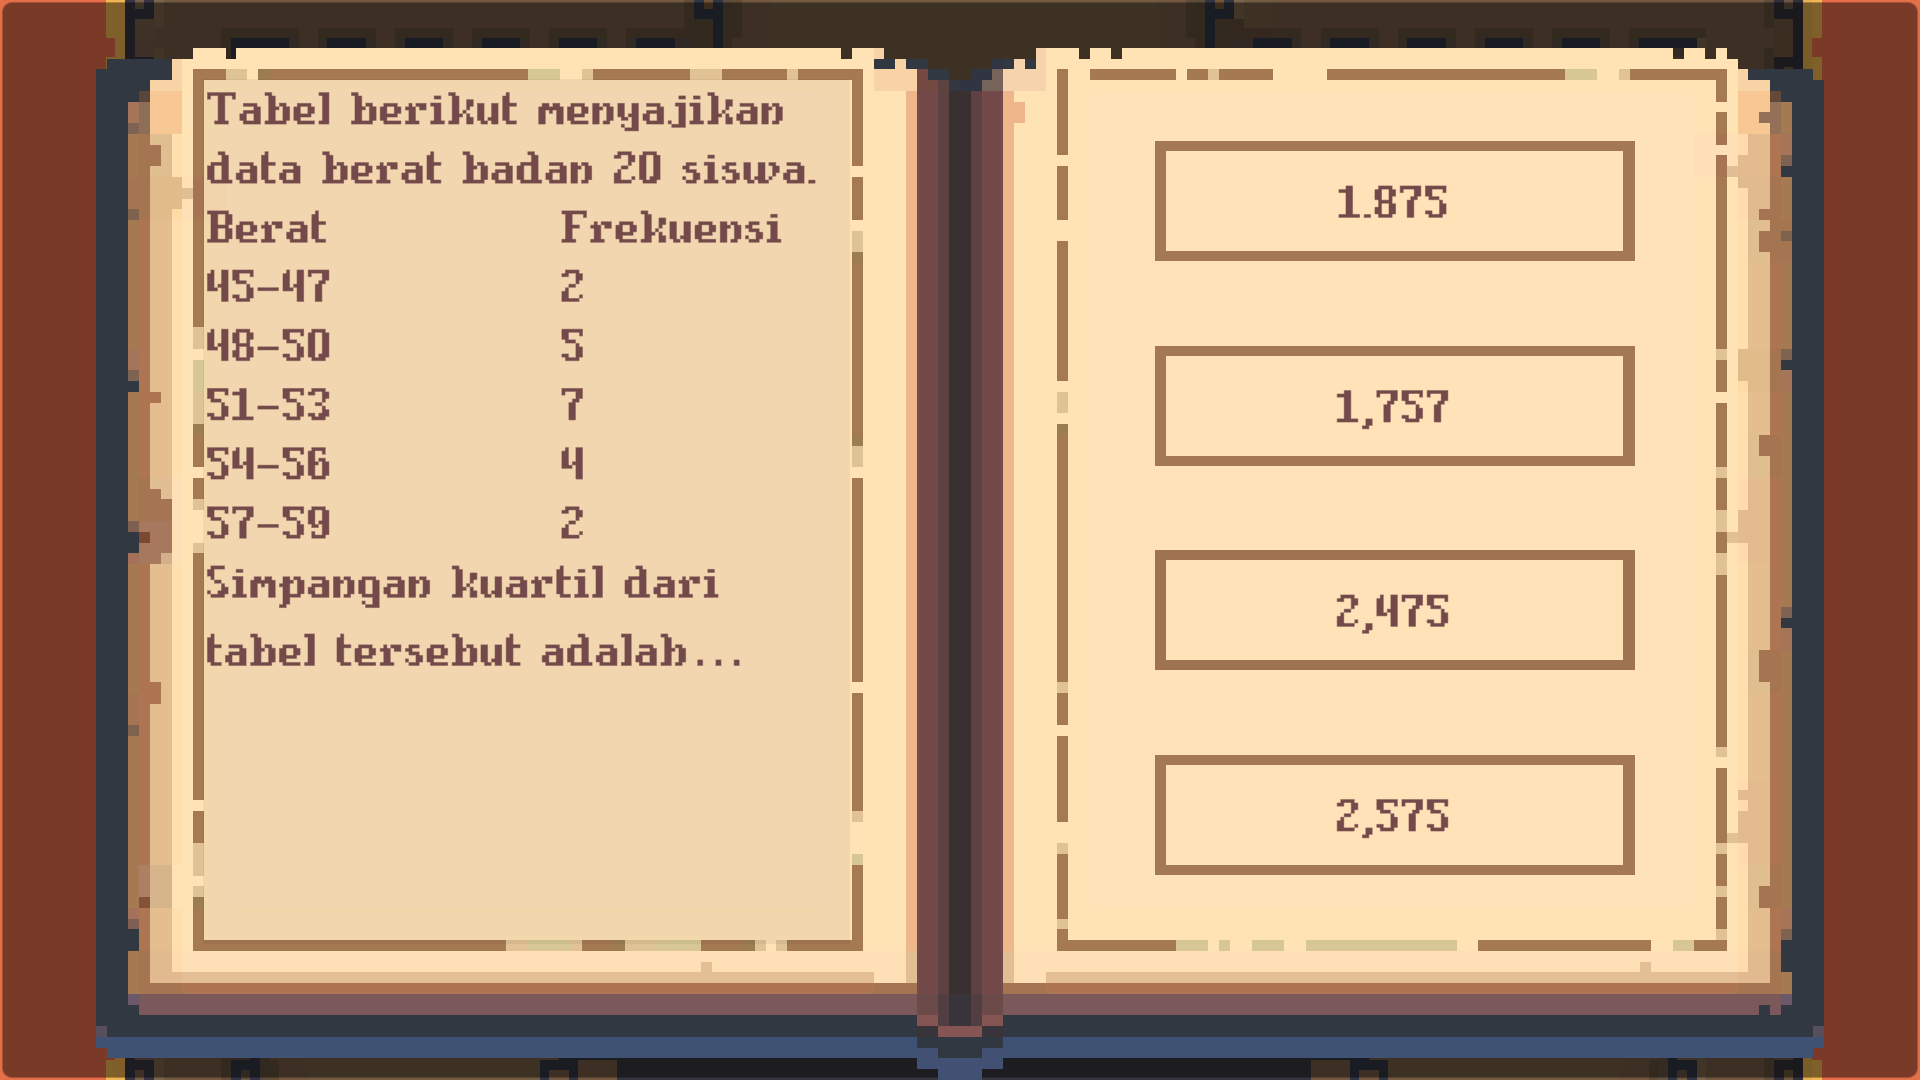 Tabel berikut menyajikan
data berat badan 20 siswa.
Berat Frekuensi
45-47 2
48-50 5
51-53 7
54-56 4
57-59 2
Simpangan kuartil dari
tabel tersebut adalah...
1.875
1,757
2,475
2,575